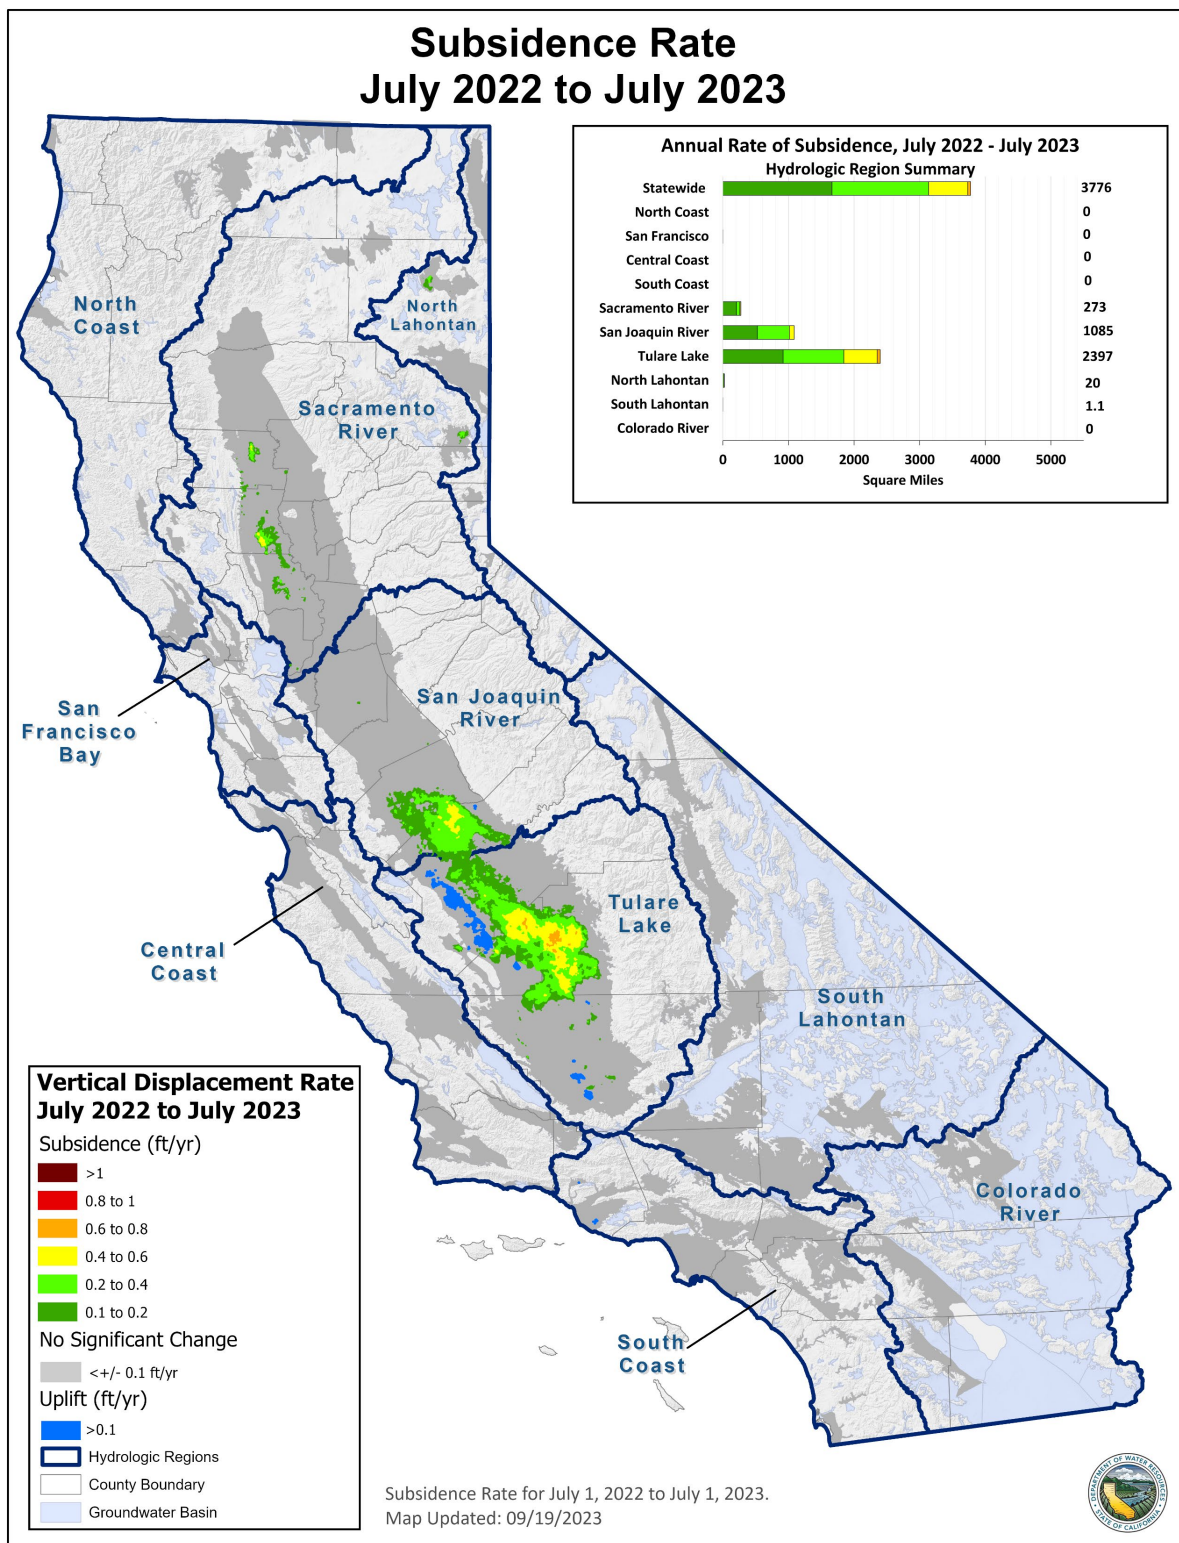 Subsidence Rate
July 2022 to July 2023
Annual Rate of Subsidence, July 2022 - July 2023
Hydrologic Region Summary
Statewide 3776
North Coast 0
San Francisco 0
Central Coast 0
South Coast 0
Sacramento River 273
San Joaquin River 1085
Tulare Lake 2397
North Lahontan 20
South Lahontan 1.1
Colorado River 0
0 1000 2000 3000 4000 5000
Square Miles
North
Coast
North
Lahontan
Sacramento
River
San
Francisco
Bay
San Joaquin
River
Tulare
Lake
Central
Coast
South
Lahontan
Colorado
River
South
Coast
Vertical Displacement Rate
July 2022 to July 2023
Subsidence (ft/yr)
>1
0.8 to 1
0.6 to 0.8
0.4 to 0.6
0.2 to 0.4
0.1 to 0.2
No Significant Change
<+/- 0.1 ft/yr
Uplift (ft/yr)
>0.1
Hydrologic Regions
County Boundary
Groundwater Basin
Subsidence Rate for July 1, 2022 to July 1, 2023.
Map Updated: 09/19/2023
DEPARTMENT OF WATER RESOURCES
STATE OF CALIFORNIA